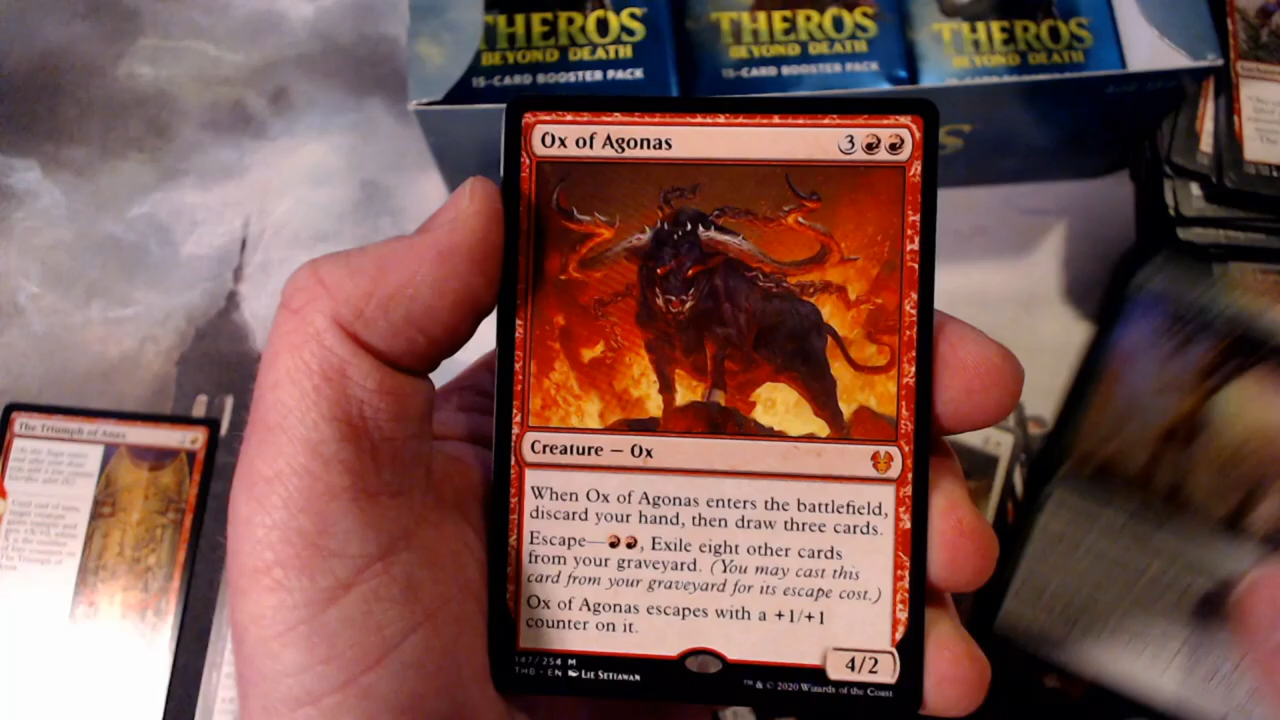 THEROS
BEYOND DEATH
15-CARD BOOSTER PACK
THEROS
BEYOND DEATH
15-CARD BOOSTER PACK
THEROS
BEYOND DEATH
15-CARD BOOSTER PACK
Ox of Agonas 3
Creature — Ox
When Ox of Agonas enters the battlefield,
discard your hand, then draw three cards.
Escape—, Exile eight other cards
from your graveyard. (You may cast this
card from your graveyard for its escape cost.)
Ox of Agonas escapes with a +1/+1
counter on it.
4/2
147/254 M
THB · EN Lie Setiawan
™ & © 2020 Wizards of the Coast
The Triumph of Anax